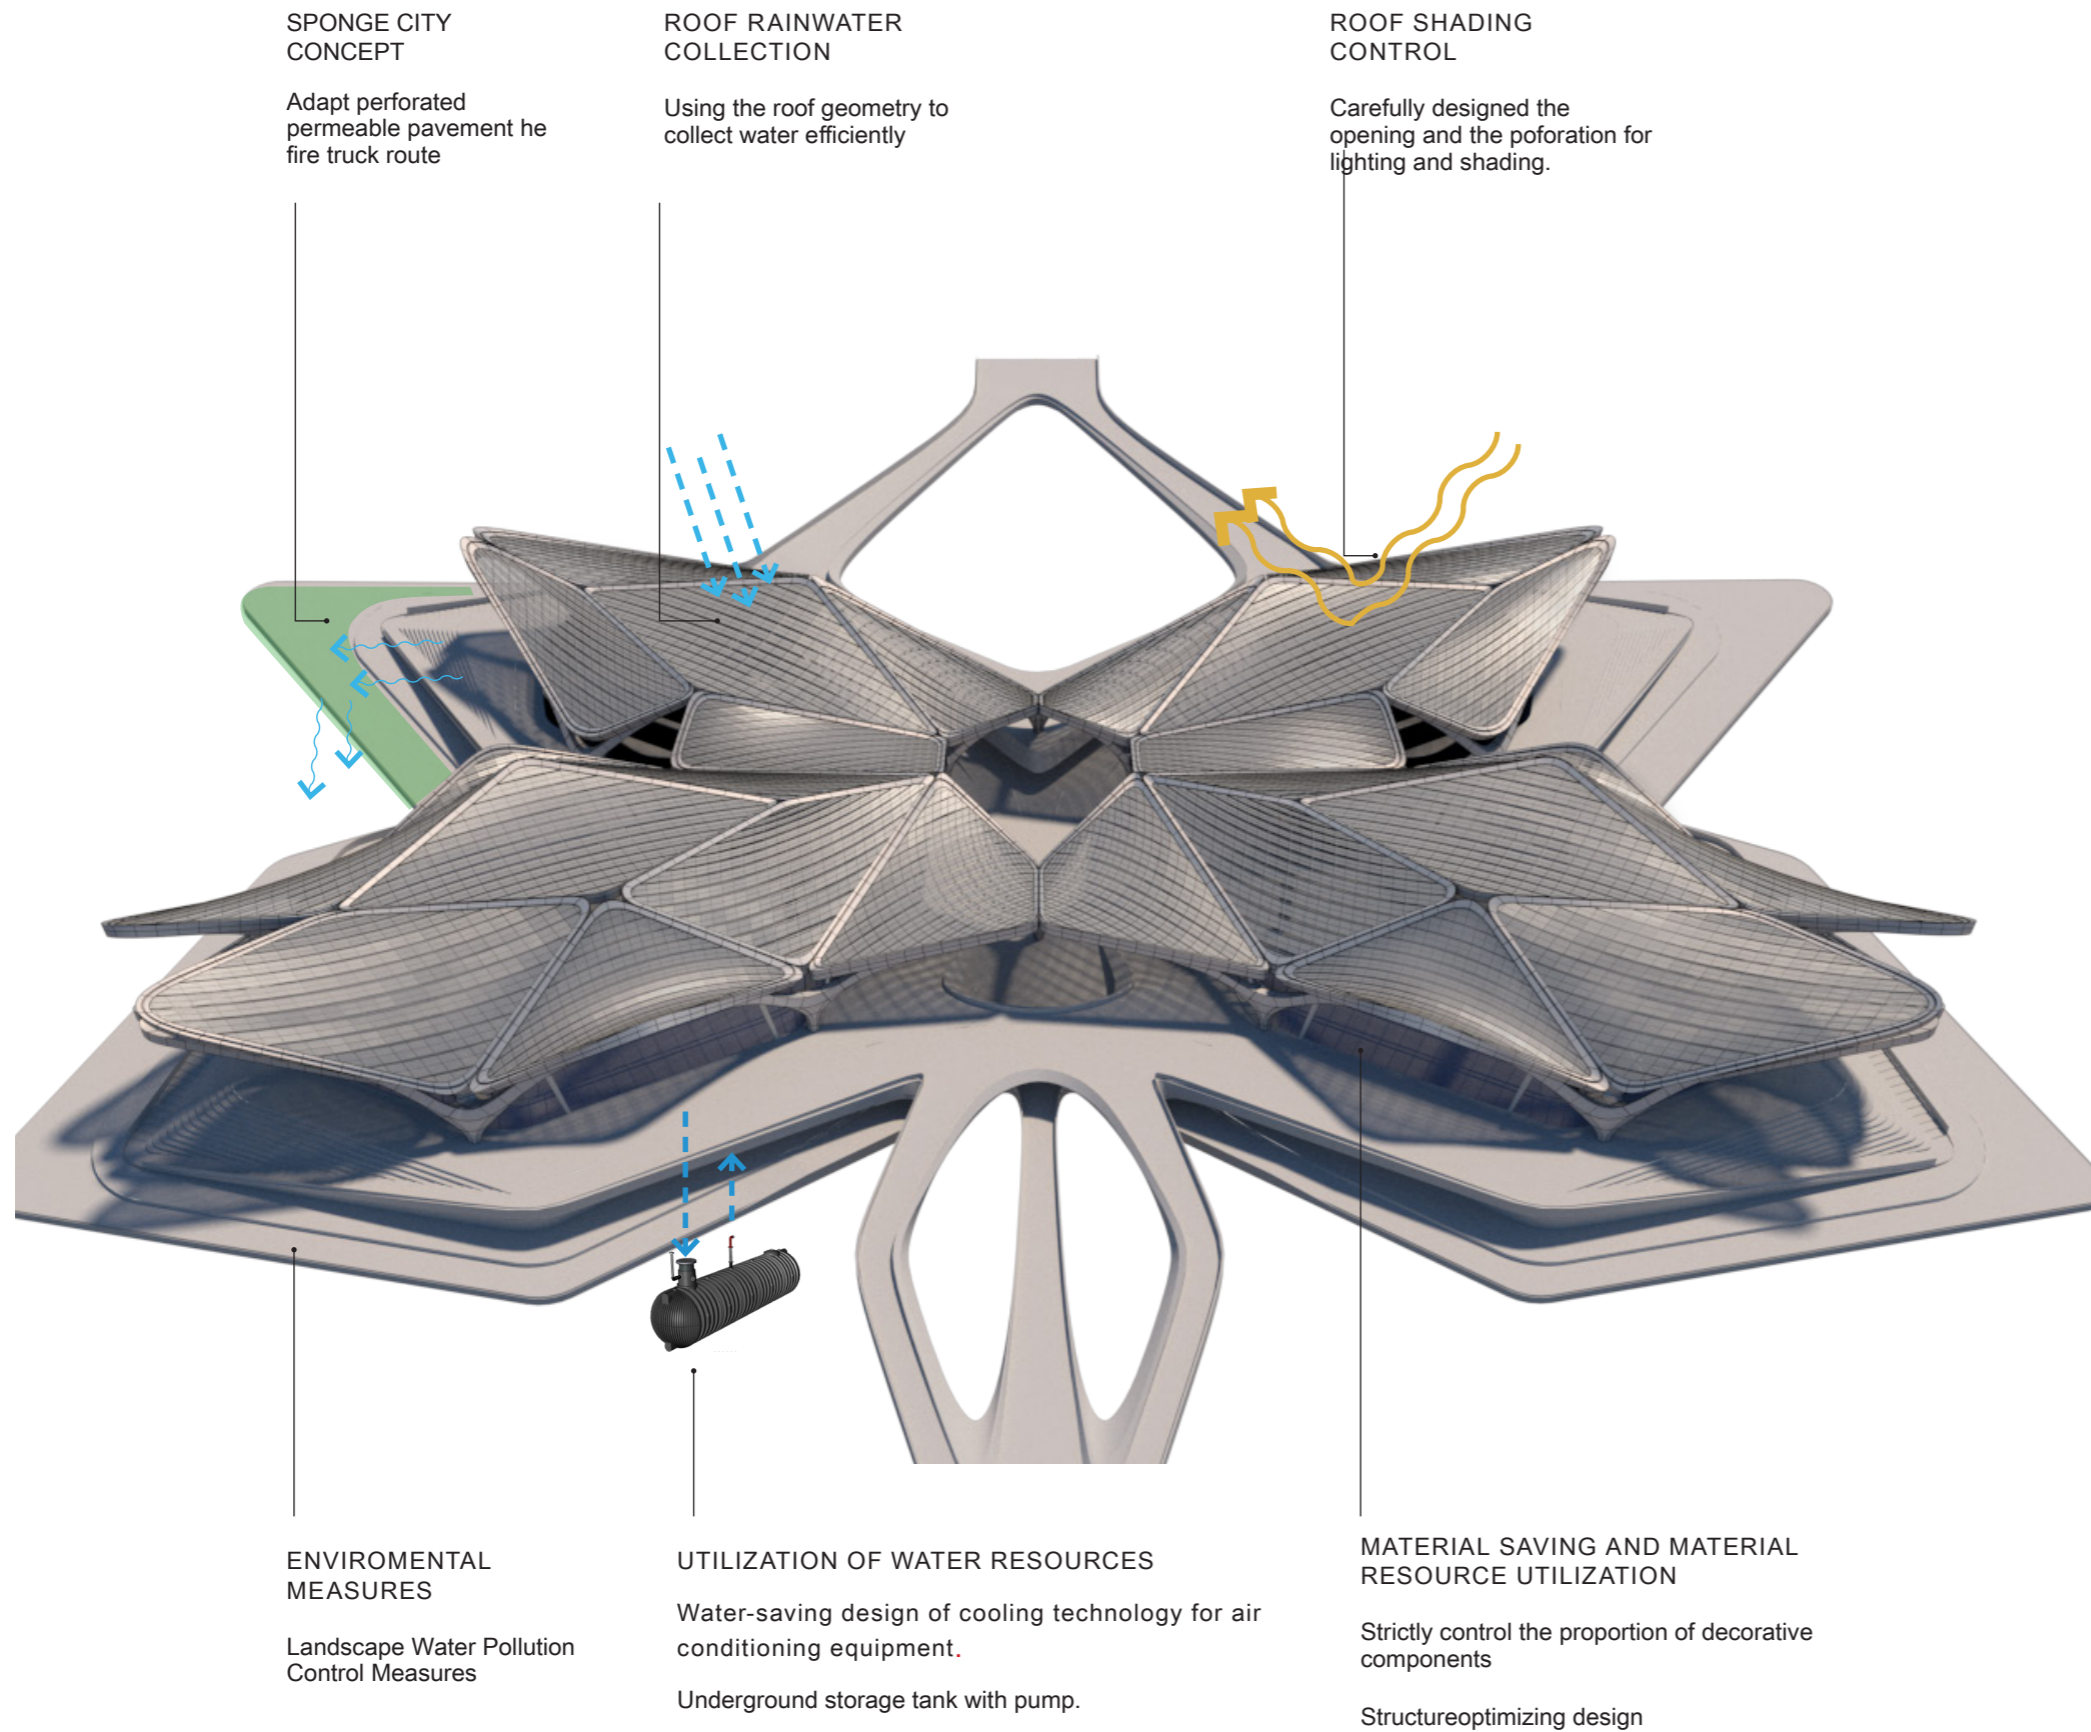 SPONGE CITY
CONCEPT
Adapt perforated
permeable pavement he
fire truck route
ROOF RAINWATER
COLLECTION
Using the roof geometry to
collect water efficiently
ROOF SHADING
CONTROL
Carefully designed the
opening and the poforation for
lighting and shading.
ENVIROMENTAL
MEASURES
Landscape Water Pollution
Control Measures
UTILIZATION OF WATER RESOURCES
Water-saving design of cooling technology for air
conditioning equipment.
Underground storage tank with pump.
MATERIAL SAVING AND MATERIAL
RESOURCE UTILIZATION
Strictly control the proportion of decorative
components
Structureoptimizing design